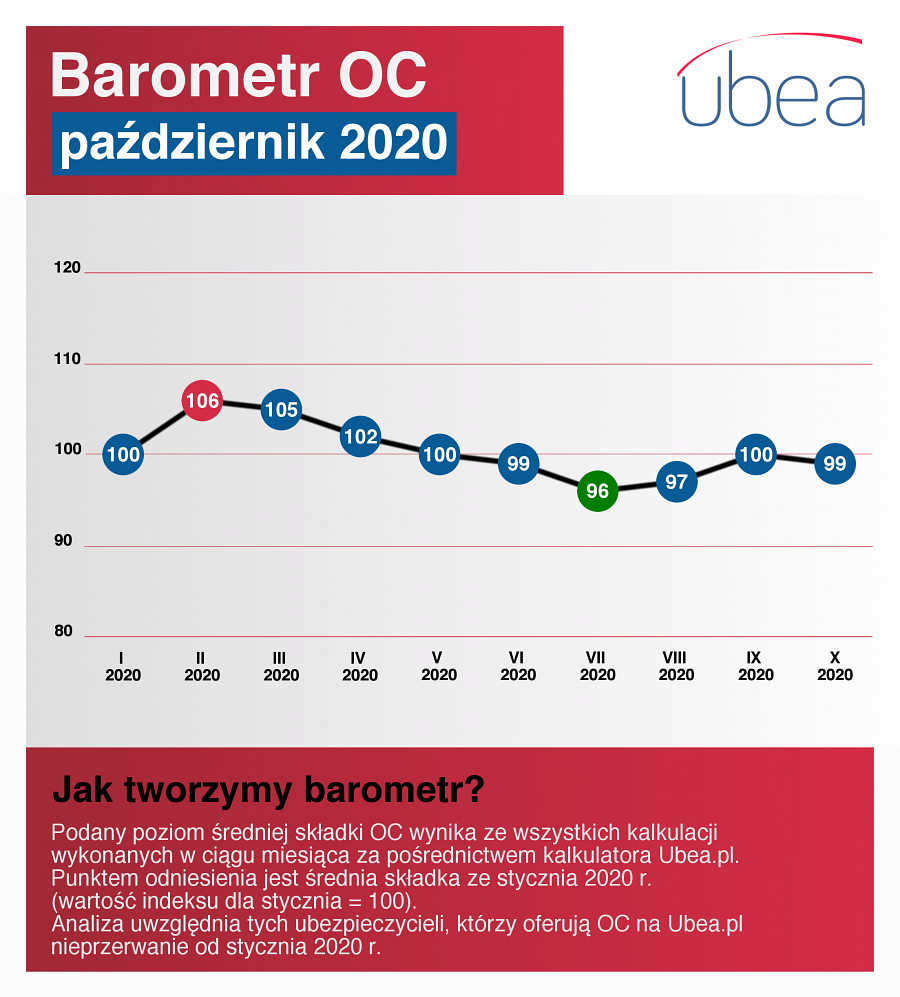 Barometr OC
październik 2020
ubea
120
110
100
90
80
100
106
105
102
100
99
96
97
100
99
I II III IV V VI VII VIII IX X
2020 2020 2020 2020 2020 2020 2020 2020 2020 2020
Jak tworzymy barometr?
Podany poziom średniej składki OC wynika ze wszystkich kalkulacji
wykonanych w ciągu miesiąca za pośrednictwem kalkulatora Ubea.pl.
Punktem odniesienia jest średnia składka ze stycznia 2020 r.
(wartość indeksu dla stycznia = 100).
Analiza uwzględnia tych ubezpieczycieli, którzy oferują OC na Ubea.pl
nieprzerwanie od stycznia 2020 r.